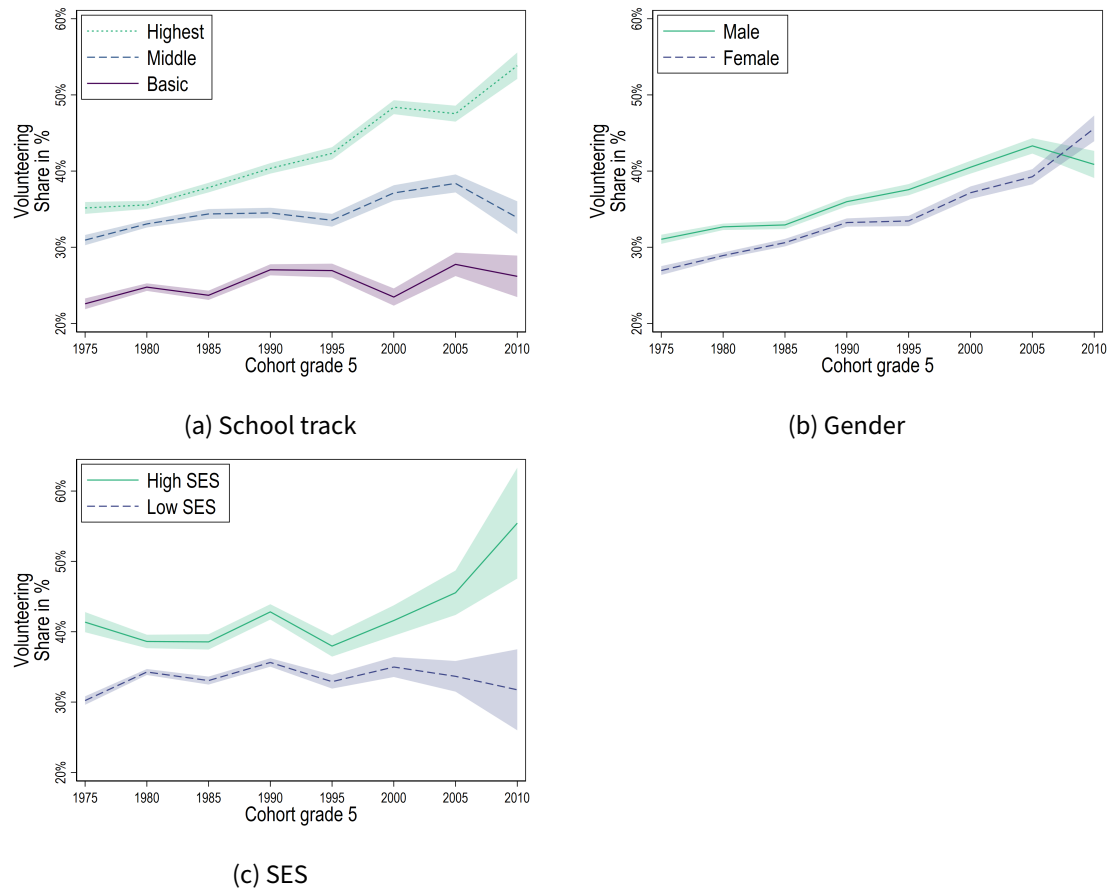 Highest
Middle
Basic
60%
50%
40%
30%
20%
Volunteering
Share in %
1975 1980 1985 1990 1995 2000 2005 2010
Cohort grade 5
(a) School track
Male
Female
60%
50%
40%
30%
20%
Volunteering
Share in %
1975 1980 1985 1990 1995 2000 2005 2010
Cohort grade 5
(b) Gender
High SES
Low SES
60%
50%
40%
30%
20%
Volunteering
Share in %
1975 1980 1985 1990 1995 2000 2005 2010
Cohort grade 5
(c) SES